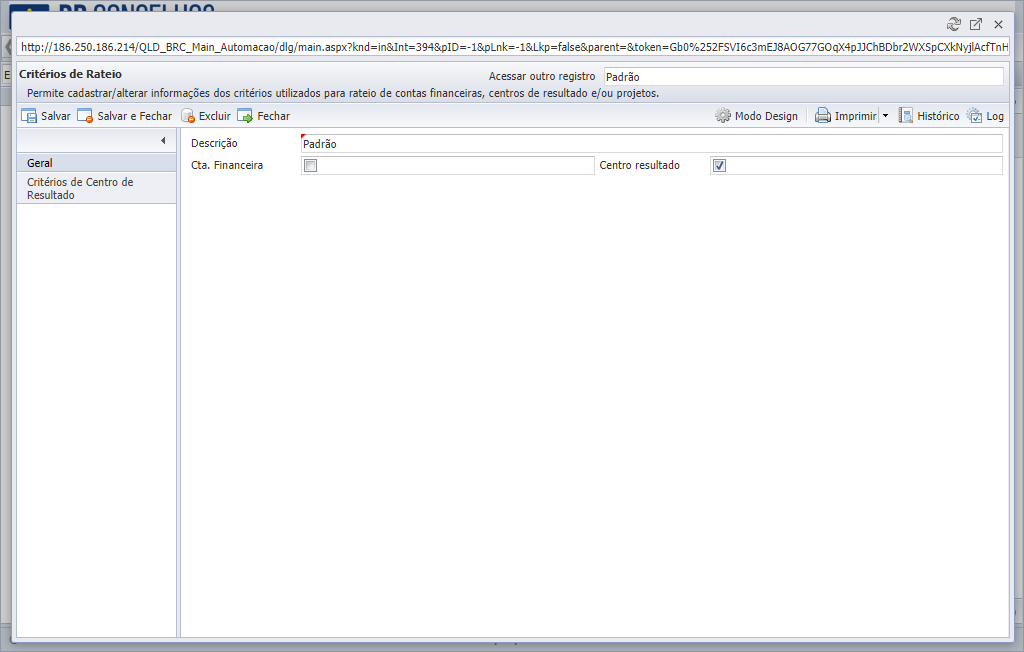 BR CONSELHOS
http://186.250.186.214/QLD_BRC_Main_Automacao/dlg/main.aspx?knd=in&Int=394&pID=-1&pLnk=-1&Lkp=false&parent=&token=Gb0%252FSVI6c3mEJ8AOG77GOqX4pJJChBDbr2WXSpCXkNyjlAcfTnH
Critérios de Rateio
Acessar outro registro Padrão
Permite cadastrar/alterar informações dos critérios utilizados para rateio de contas financeiras, centros de resultado e/ou projetos.
Salvar Salvar e Fechar Excluir Fechar Modo Design Imprimir Histórico Log
Descrição Padrão
Geral
Cta. Financeira Centro resultado
Critérios de Centro de
Resultado